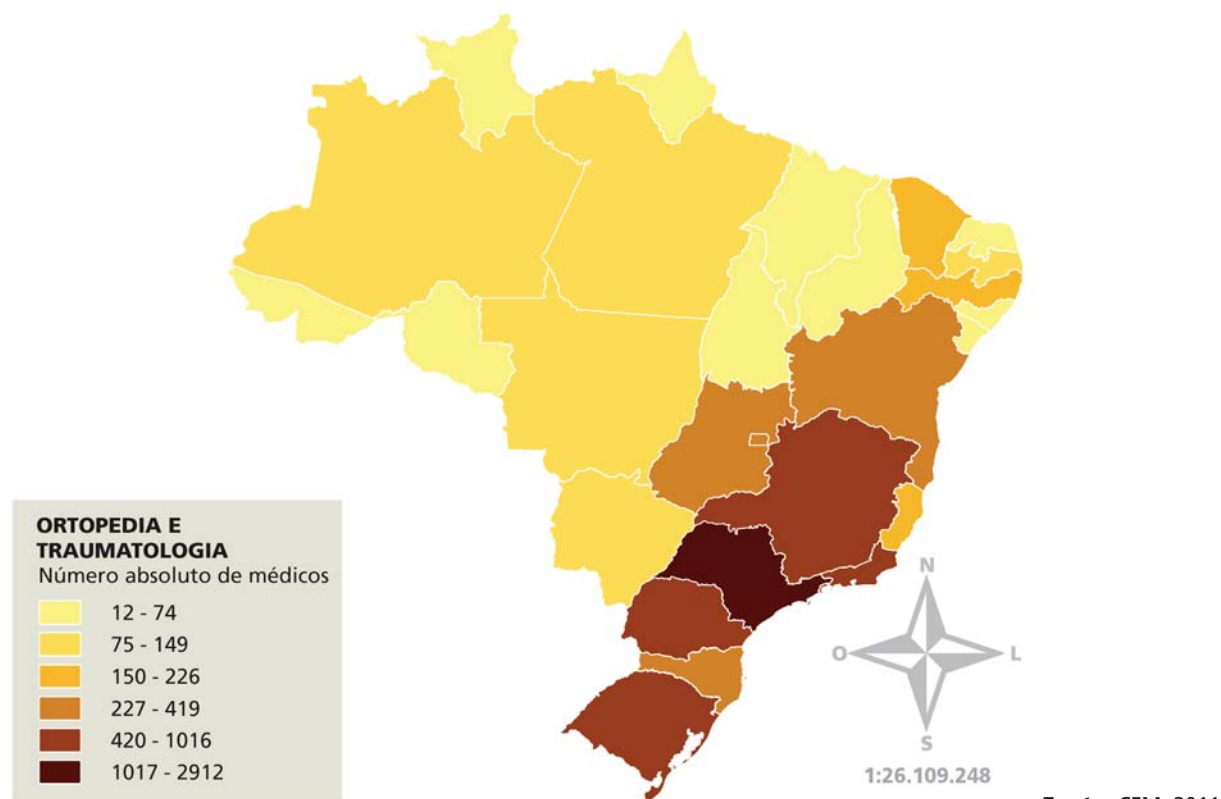 ORTOPEDIA E
TRAUMATOLOGIA
Número absoluto de médicos
12 - 74
75 - 149
150 - 226
227 - 419
420 - 1016
1017 - 2912
N
O
L
S
1:26.109.248